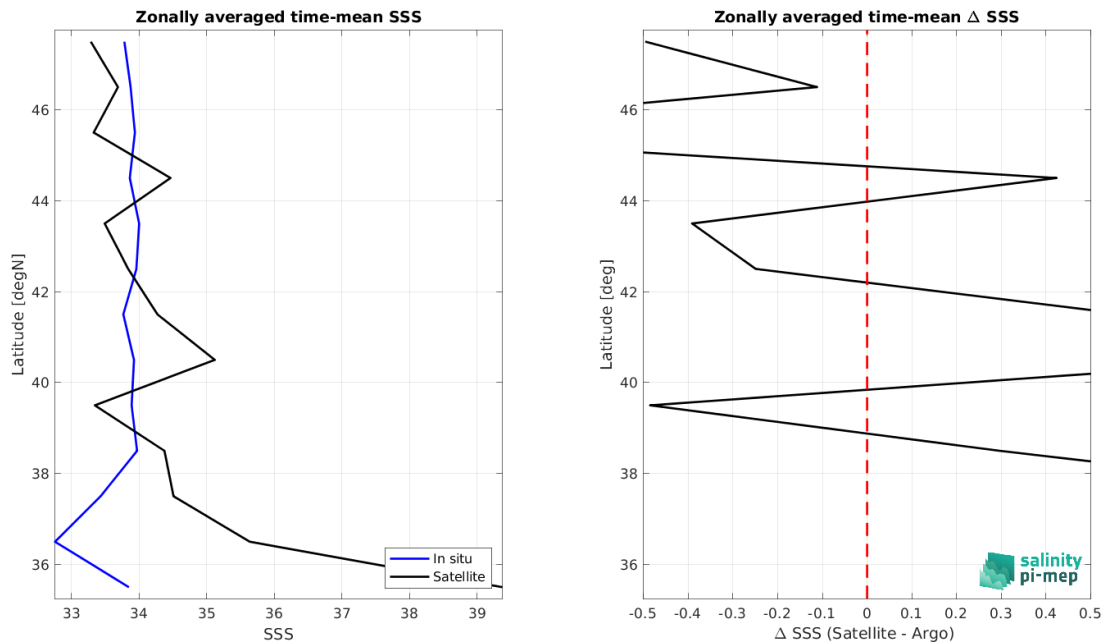 Zonally averaged time-mean SSS
46
44
42
40
38
36
Latitude [degN]
33 34 35 36 37 38 39
SSS
In situ
Satellite
Zonally averaged time-mean Δ SSS
46
44
42
40
38
36
Latitude [deg]
-0.5 -0.4 -0.3 -0.2 -0.1 0 0.1 0.2 0.3 0.4 0.5
Δ SSS (Satellite - Argo)
salinity
pi-mep